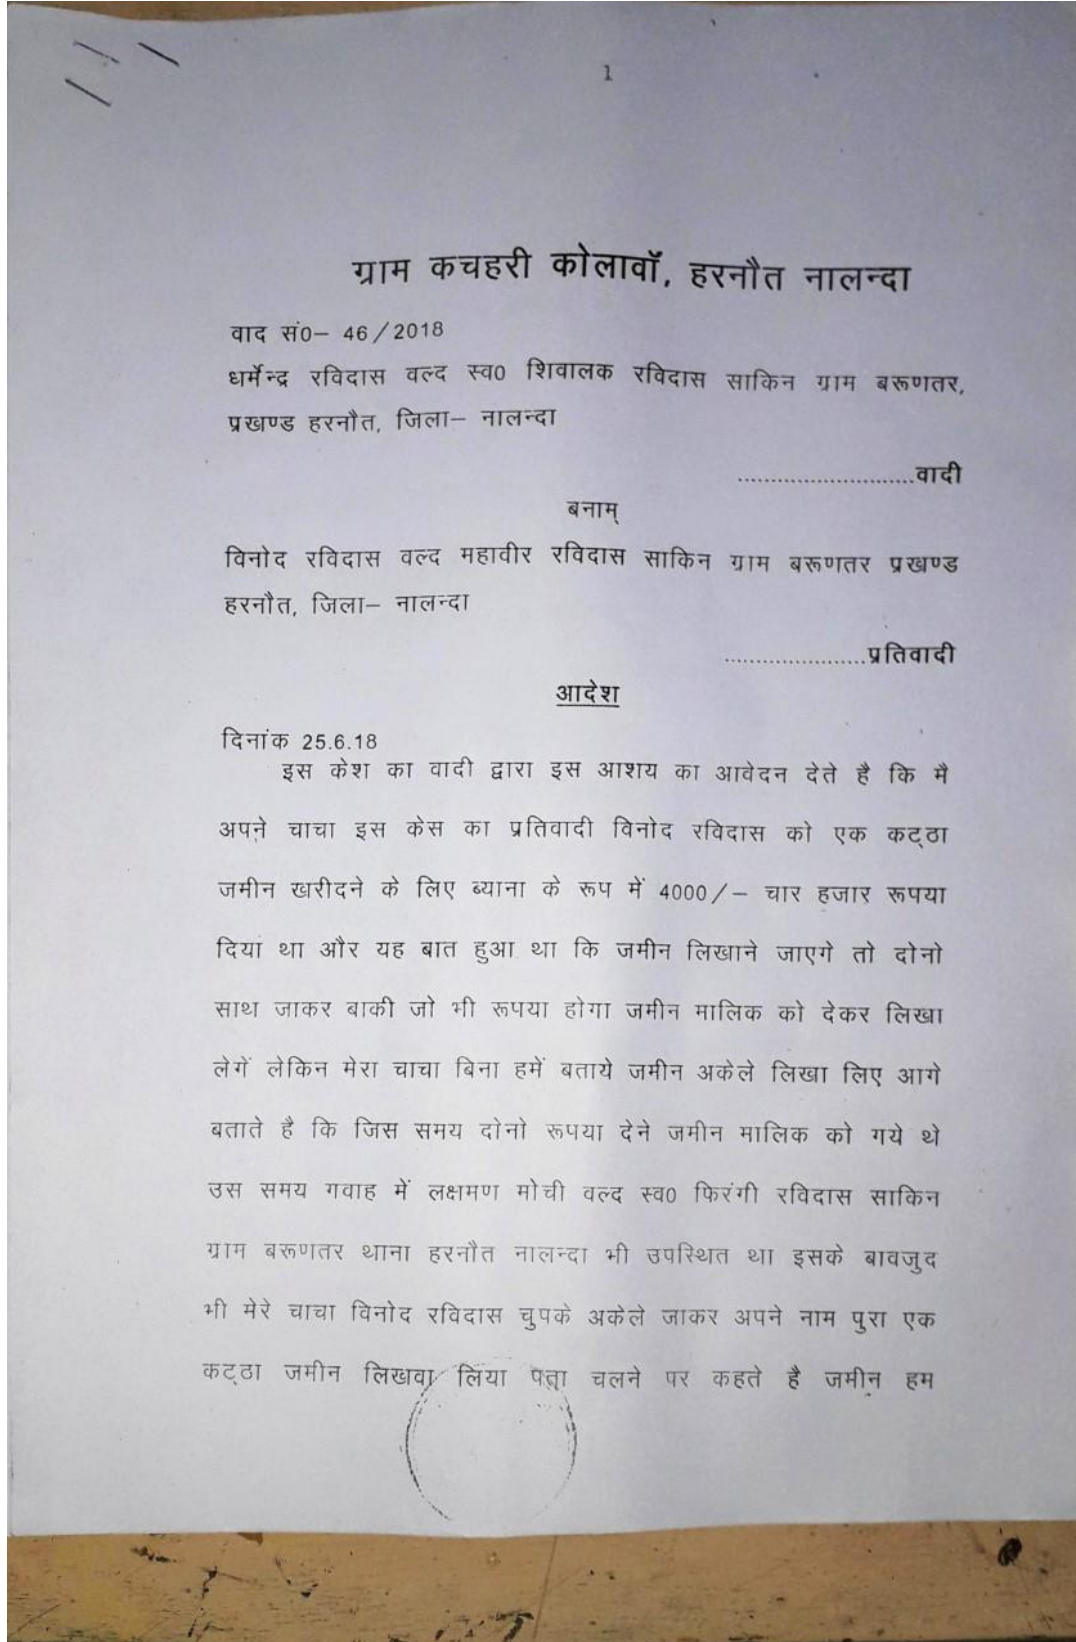 1
ग्राम कचहरी कोलावॉ, हरनौत नालन्दा
वाद सं0– 46/2018
धर्मेन्द्र रविदास वल्द स्व0 शिवालक रविदास साकिन ग्राम बरूणतर,
प्रखण्ड हरनौत, जिला– नालन्दा
...........................वादी
बनाम्
विनोद रविदास वल्द महावीर रविदास साकिन ग्राम बरूणतर प्रखण्ड
हरनौत, जिला– नालन्दा
......................प्रतिवादी
आदेश
दिनांक 25.6.18
इस केश का वादी द्वारा इस आशय का आवेदन देते है कि मै
अपने चाचा इस केस का प्रतिवादी विनोद रविदास को एक कट्ठा
जमीन खरीदने के लिए ब्याना के रूप में 4000/– चार हजार रूपया
दिया था और यह बात हुआ था कि जमीन लिखाने जाएगे तो दोनो
साथ जाकर बाकी जो भी रूपया होगा जमीन मालिक को देकर लिखा
लेगें लेकिन मेरा चाचा बिना हमें बताये जमीन अकेले लिखा लिए आगे
बताते है कि जिस समय दोनो रूपया देने जमीन मालिक को गये थे
उस समय गवाह में लक्षमण मोची वल्द स्व0 फिरंगी रविदास साकिन
ग्राम बरूणतर थाना हरनौत नालन्दा भी उपस्थित था इसके बावजुद
भी मेरे चाचा विनोद रविदास चुपके अकेले जाकर अपने नाम पुरा एक
कट्ठा जमीन लिखवा लिया पता चलने पर कहते है जमीन हम